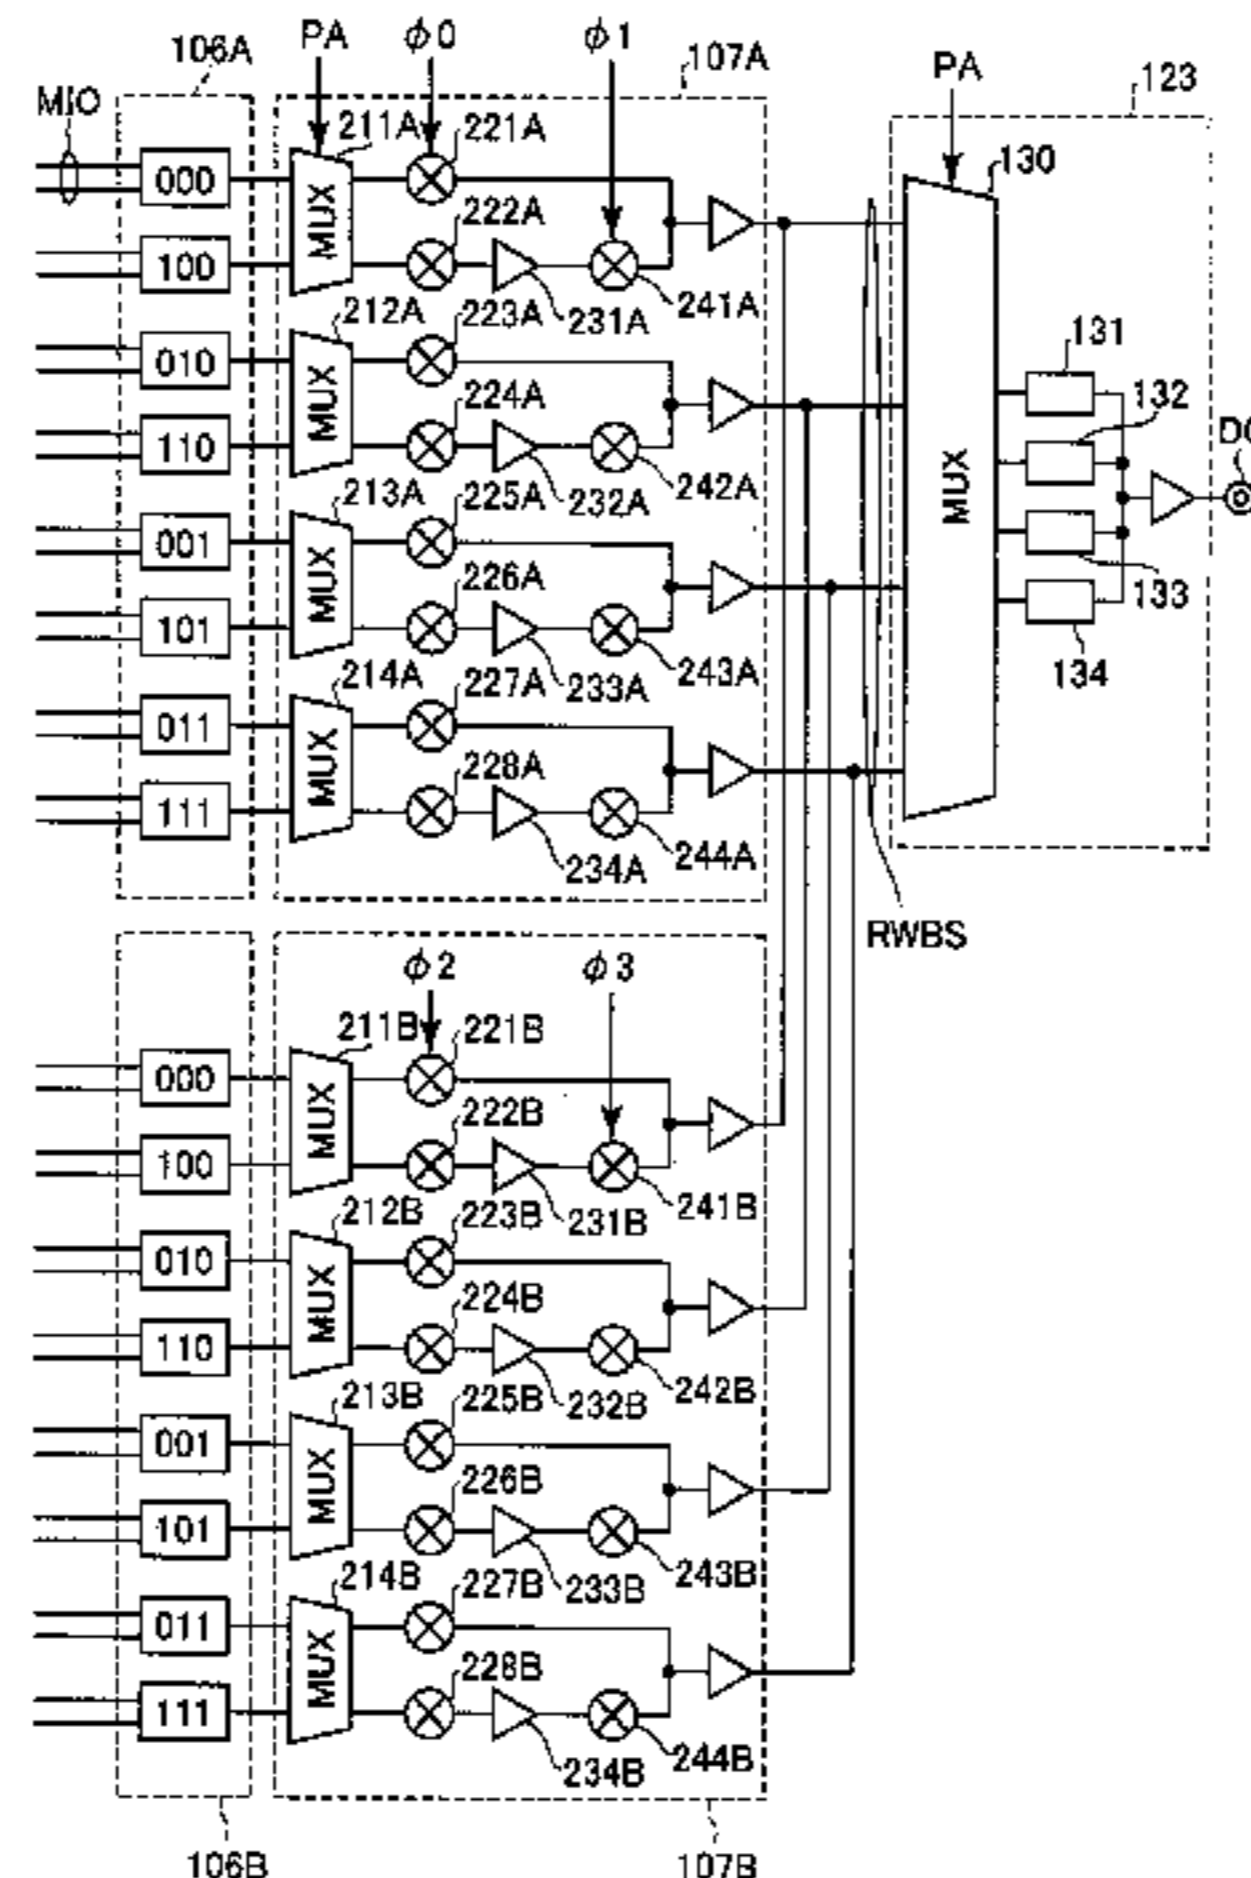 PA φ0 φ1
106A 107A PA 123
MIO
211A 221A 130
000 MUX
222A
100
231A 241A
212A 223A
010 MUX 131
224A
110 132
232A 242A
213A 225A MUX
001 MUX
226A
101 133
233A 243A 134
214A 227A
011 MUX
228A
111
234A 244A
RWBS
φ2 φ3
211B 221B
000 MUX
222B
100
231B 241B
212B 223B
010 MUX
224B
110
232B 242B
213B 225B
001 MUX
226B
101
233B 243B
214B 227B
011 MUX
228B
111
234B 244B
106B 107B